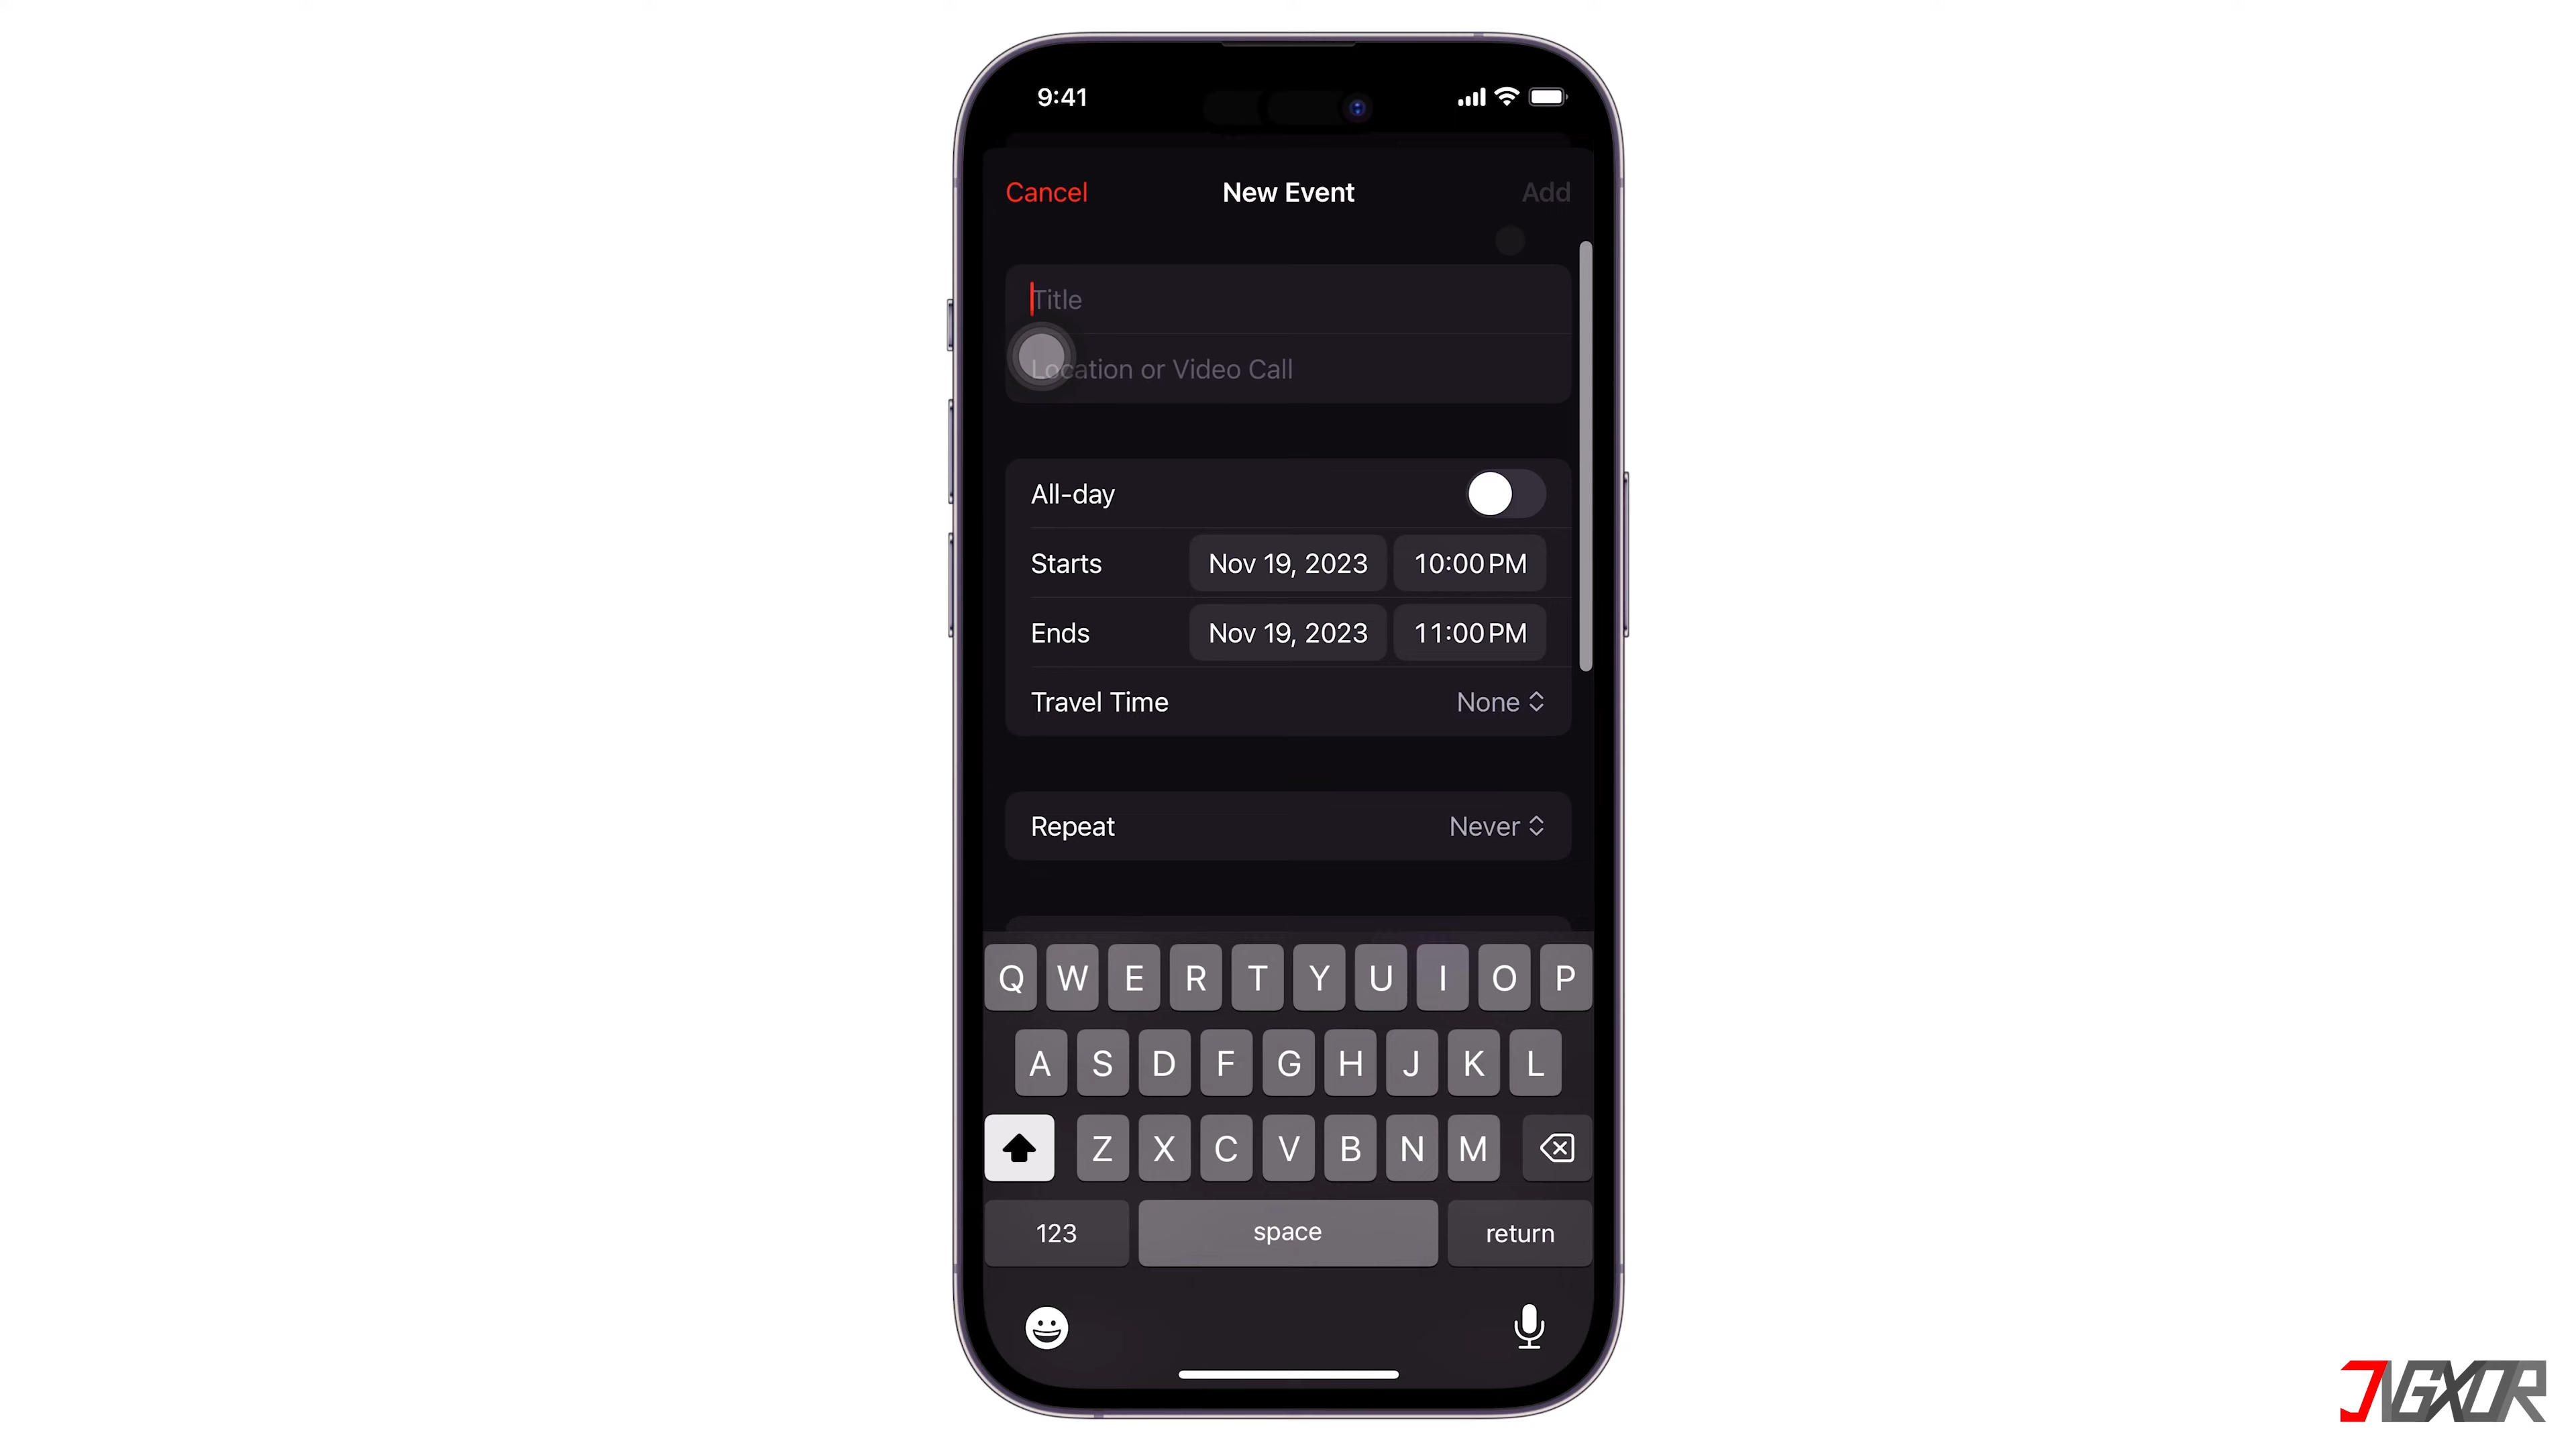 9:41
Cancel New Event Add
Title
Location or Video Call
All-day
Starts Nov 19, 2023 10:00 PM
Ends Nov 19, 2023 11:00 PM
Travel Time None
Repeat Never
Q W E R T Y U I O P
A S D F G H J K L
Z X C V B N M
123 space return
JNGXOR